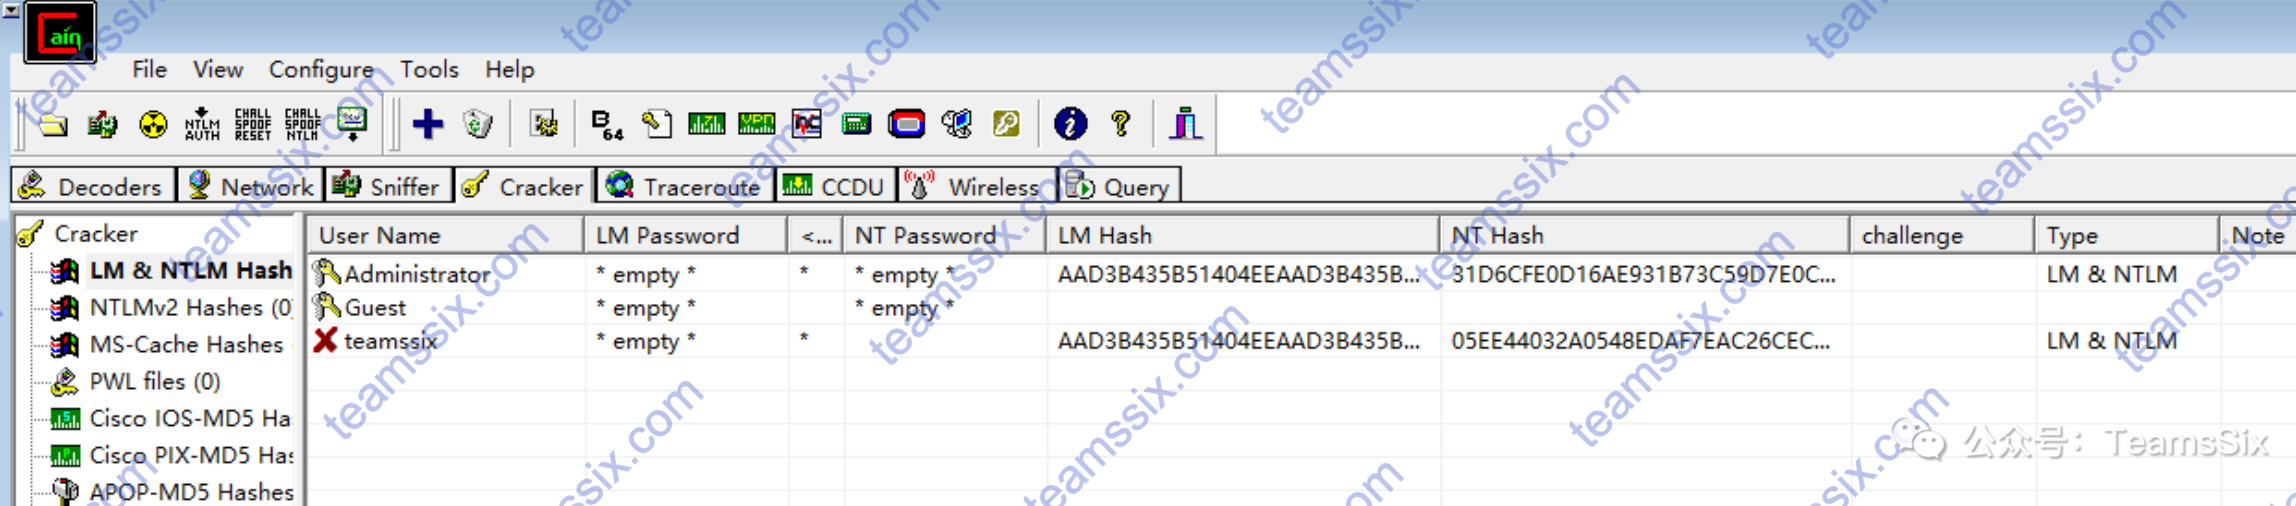 Cain
File View Configure Tools Help
NTLM AUTH CHALL SPOOF RESET CHALL SPOOF NTLM B64 VPN
Decoders Network Sniffer Cracker Traceroute CCDU Wireless Query
Cracker User Name LM Password <... NT Password LM Hash NT Hash challenge Type Note
LM & NTLM Hash Administrator * empty * * * empty * AAD3B435B51404EEAAD3B435B... 31D6CFE0D16AE931B73C59D7E0C... LM & NTLM
NTLMv2 Hashes (0) Guest * empty * * empty *
MS-Cache Hashes teamssix * empty * * AAD3B435B51404EEAAD3B435B... 05EE44032A0548EDAF7EAC26CEC... LM & NTLM
PWL files (0)
Cisco IOS-MD5 Ha
Cisco PIX-MD5 Has
APOP-MD5 Hashes
公众号：TeamsSix
teamssix.com